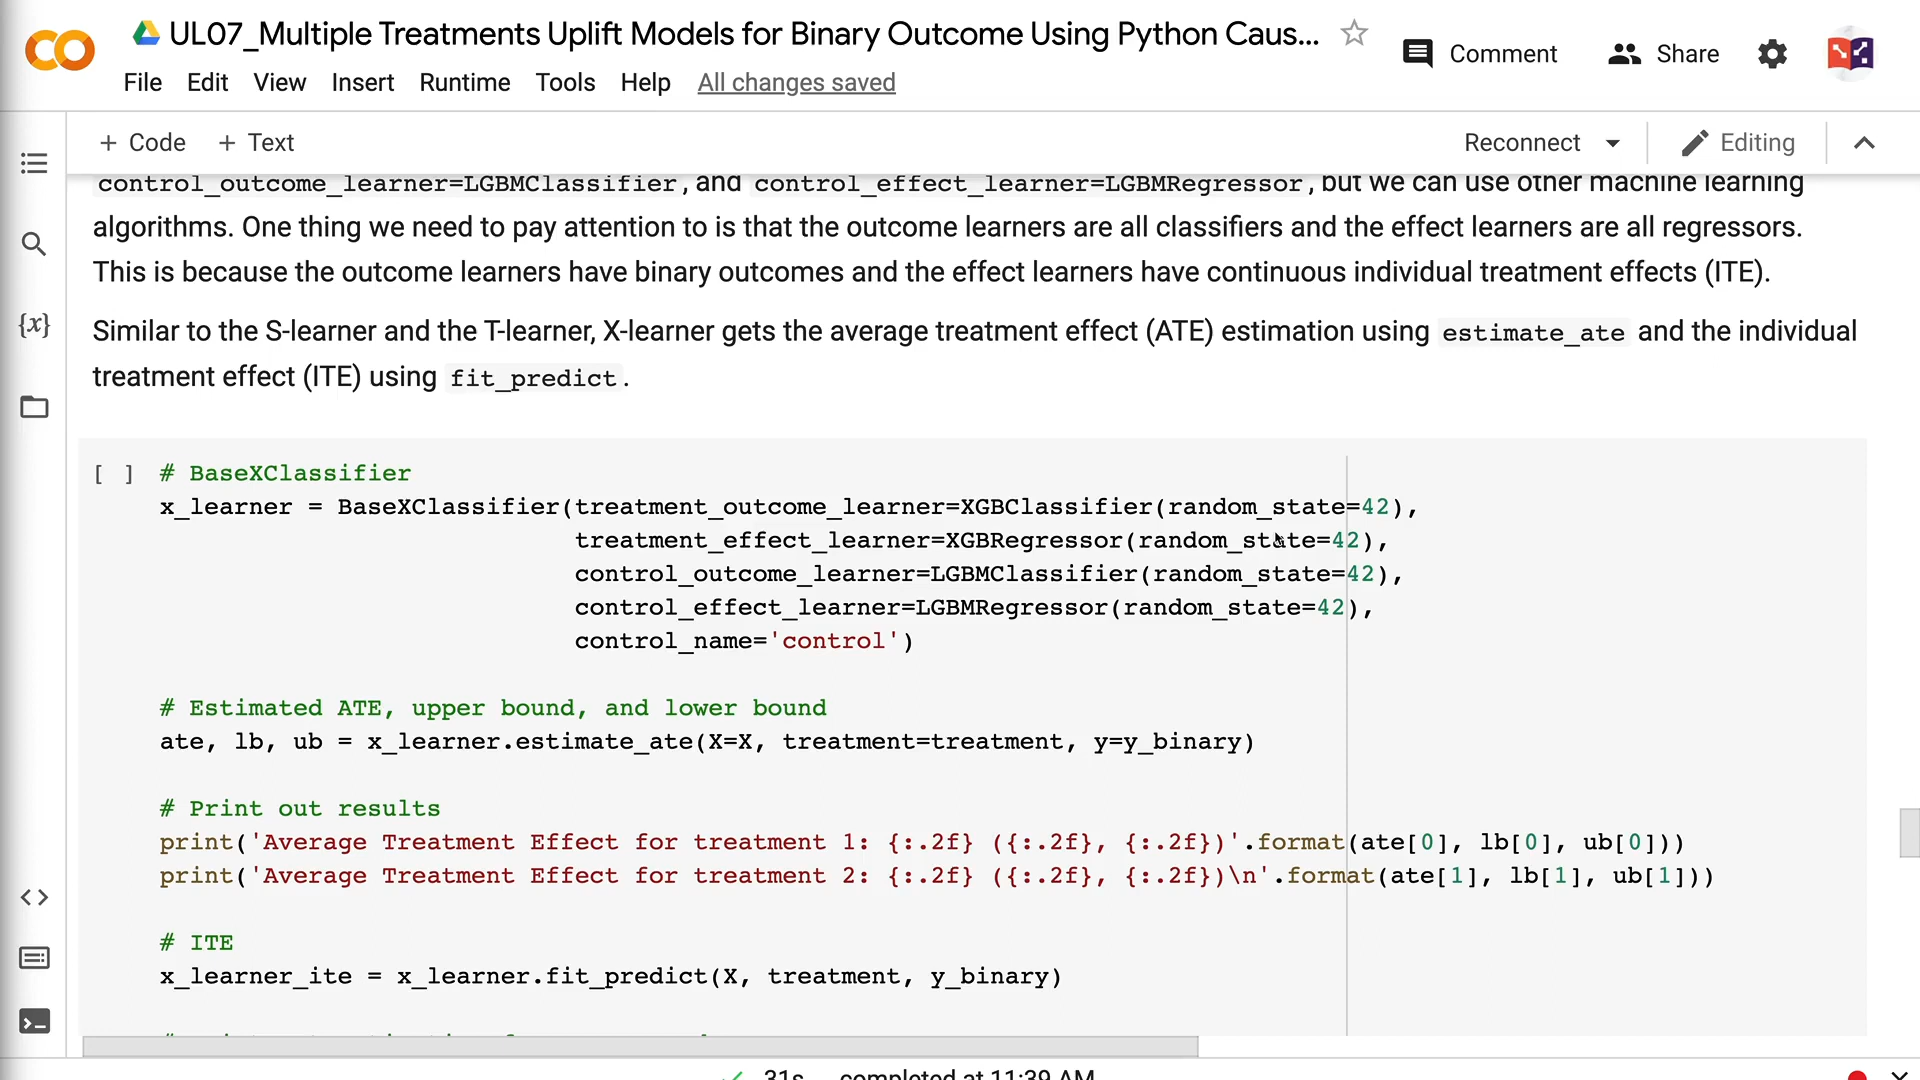 UL07_Multiple Treatments Uplift Models for Binary Outcome Using Python Caus...
Comment
Share
File Edit View Insert Runtime Tools Help All changes saved
+ Code + Text
Reconnect
Editing
control_outcome_learner=LGBMClassifier, and control_effect_learner=LGBMRegressor, but we can use other machine learning
algorithms. One thing we need to pay attention to is that the outcome learners are all classifiers and the effect learners are all regressors.
This is because the outcome learners have binary outcomes and the effect learners have continuous individual treatment effects (ITE).
Similar to the S-learner and the T-learner, X-learner gets the average treatment effect (ATE) estimation using estimate_ate and the individual
treatment effect (ITE) using fit_predict.
[ ] # BaseXClassifier
x_learner = BaseXClassifier(treatment_outcome_learner=XGBClassifier(random_state=42),
treatment_effect_learner=XGBRegressor(random_state=42),
control_outcome_learner=LGBMClassifier(random_state=42),
control_effect_learner=LGBMRegressor(random_state=42),
control_name='control')
# Estimated ATE, upper bound, and lower bound
ate, lb, ub = x_learner.estimate_ate(X=X, treatment=treatment, y=y_binary)
# Print out results
print('Average Treatment Effect for treatment 1: {:.2f} ({:.2f}, {:.2f})'.format(ate[0], lb[0], ub[0]))
print('Average Treatment Effect for treatment 2: {:.2f} ({:.2f}, {:.2f})\n'.format(ate[1], lb[1], ub[1]))
# ITE
x_learner_ite = x_learner.fit_predict(X, treatment, y_binary)
31s completed at 11:39 AM